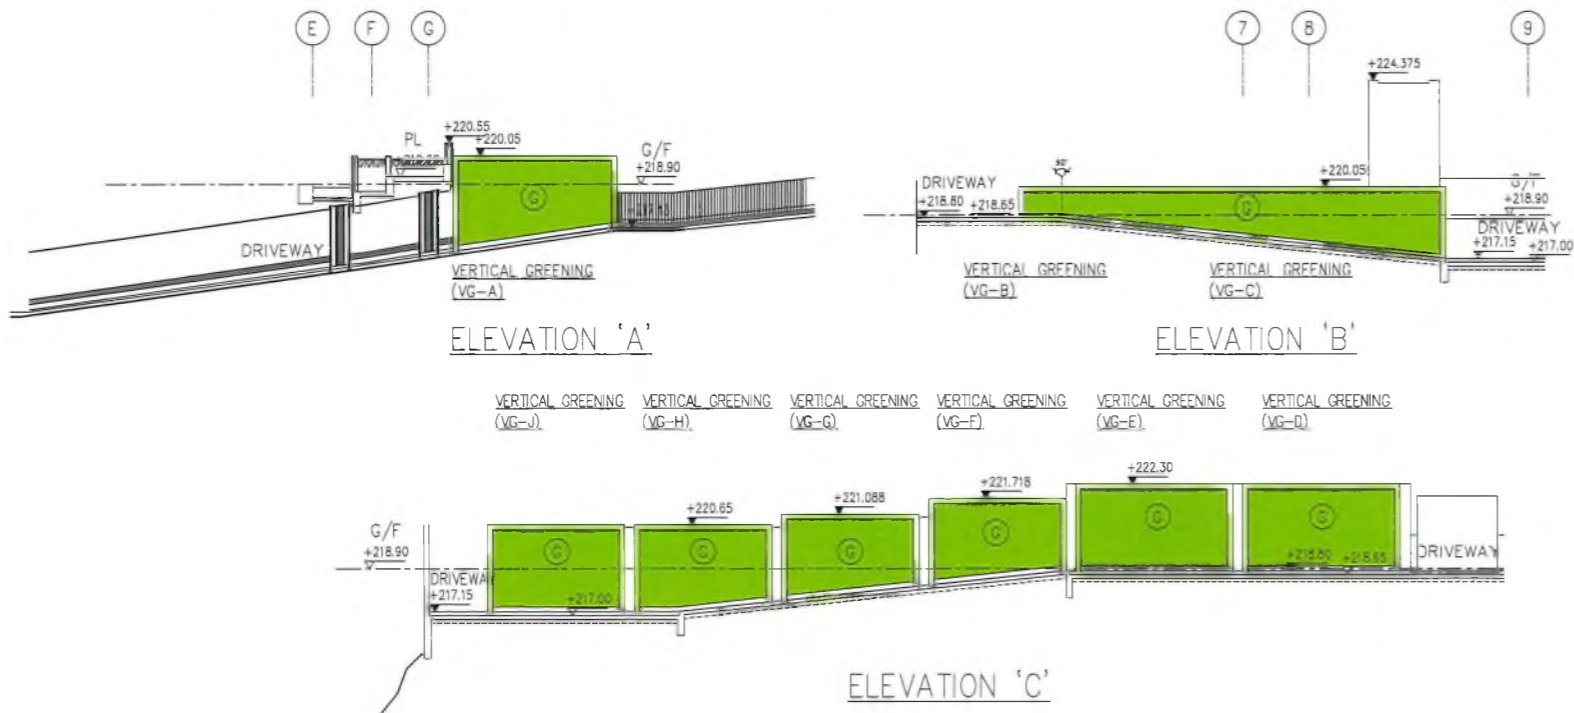 E F G
7 8 9
+224.375
+220.55
PL
+220.05
G/F
+218.90
DRIVEWAY
G
VERTICAL GREENING
(VG-A)
ELEVATION 'A'
DRIVEWAY
+218.80
+218.65
+220.05
G
G/F
+218.90
DRIVEWAY
+217.15
+217.00
VERTICAL GREENING
(VG-B)
VERTICAL GREENING
(VG-C)
ELEVATION 'B'
VERTICAL GREENING
(VG-J)
VERTICAL GREENING
(VG-H)
VERTICAL GREENING
(VG-G)
VERTICAL GREENING
(VG-F)
VERTICAL GREENING
(VG-E)
VERTICAL GREENING
(VG-D)
+222.30
+221.718
+221.088
+220.65
G G G G G G
G/F
+218.90
DRIVEWAY
+217.15
+217.00
+218.80
+218.65
DRIVEWAY
ELEVATION 'C'